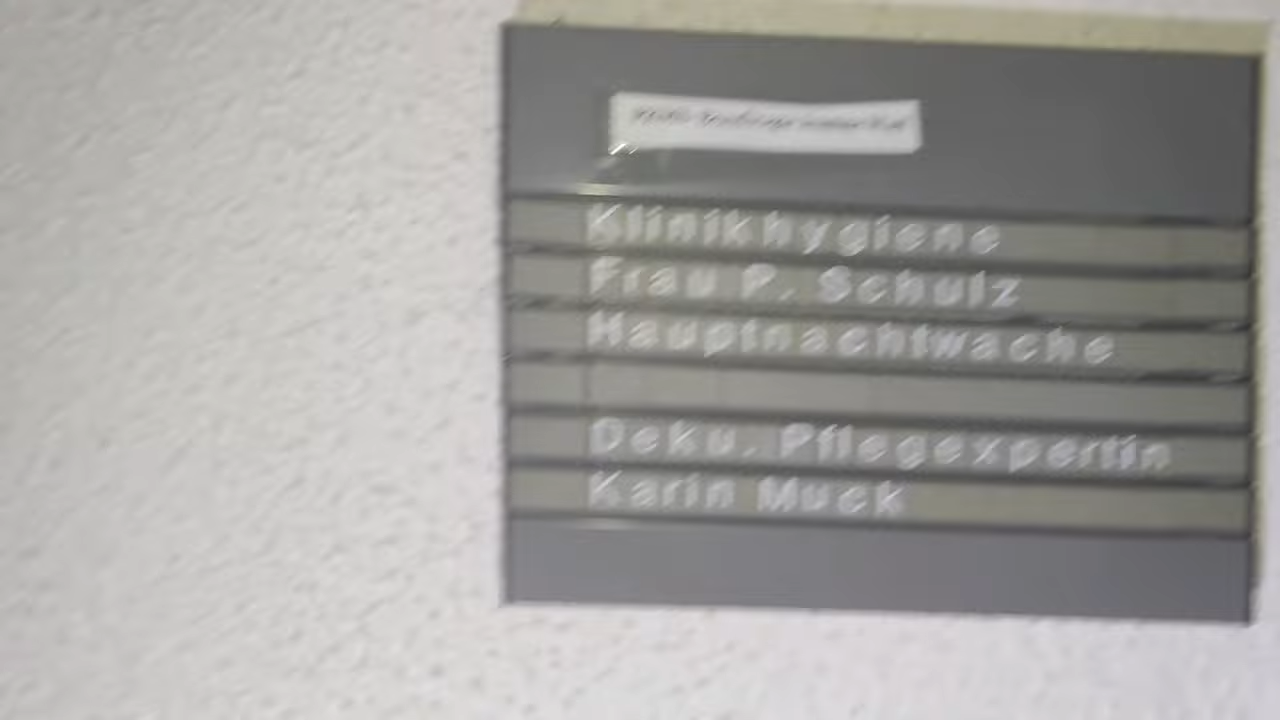 Klinikhygiene
Frau P. Schulz
Hauptnachtwache
Deku. Pflegexpertin
Karin Muck